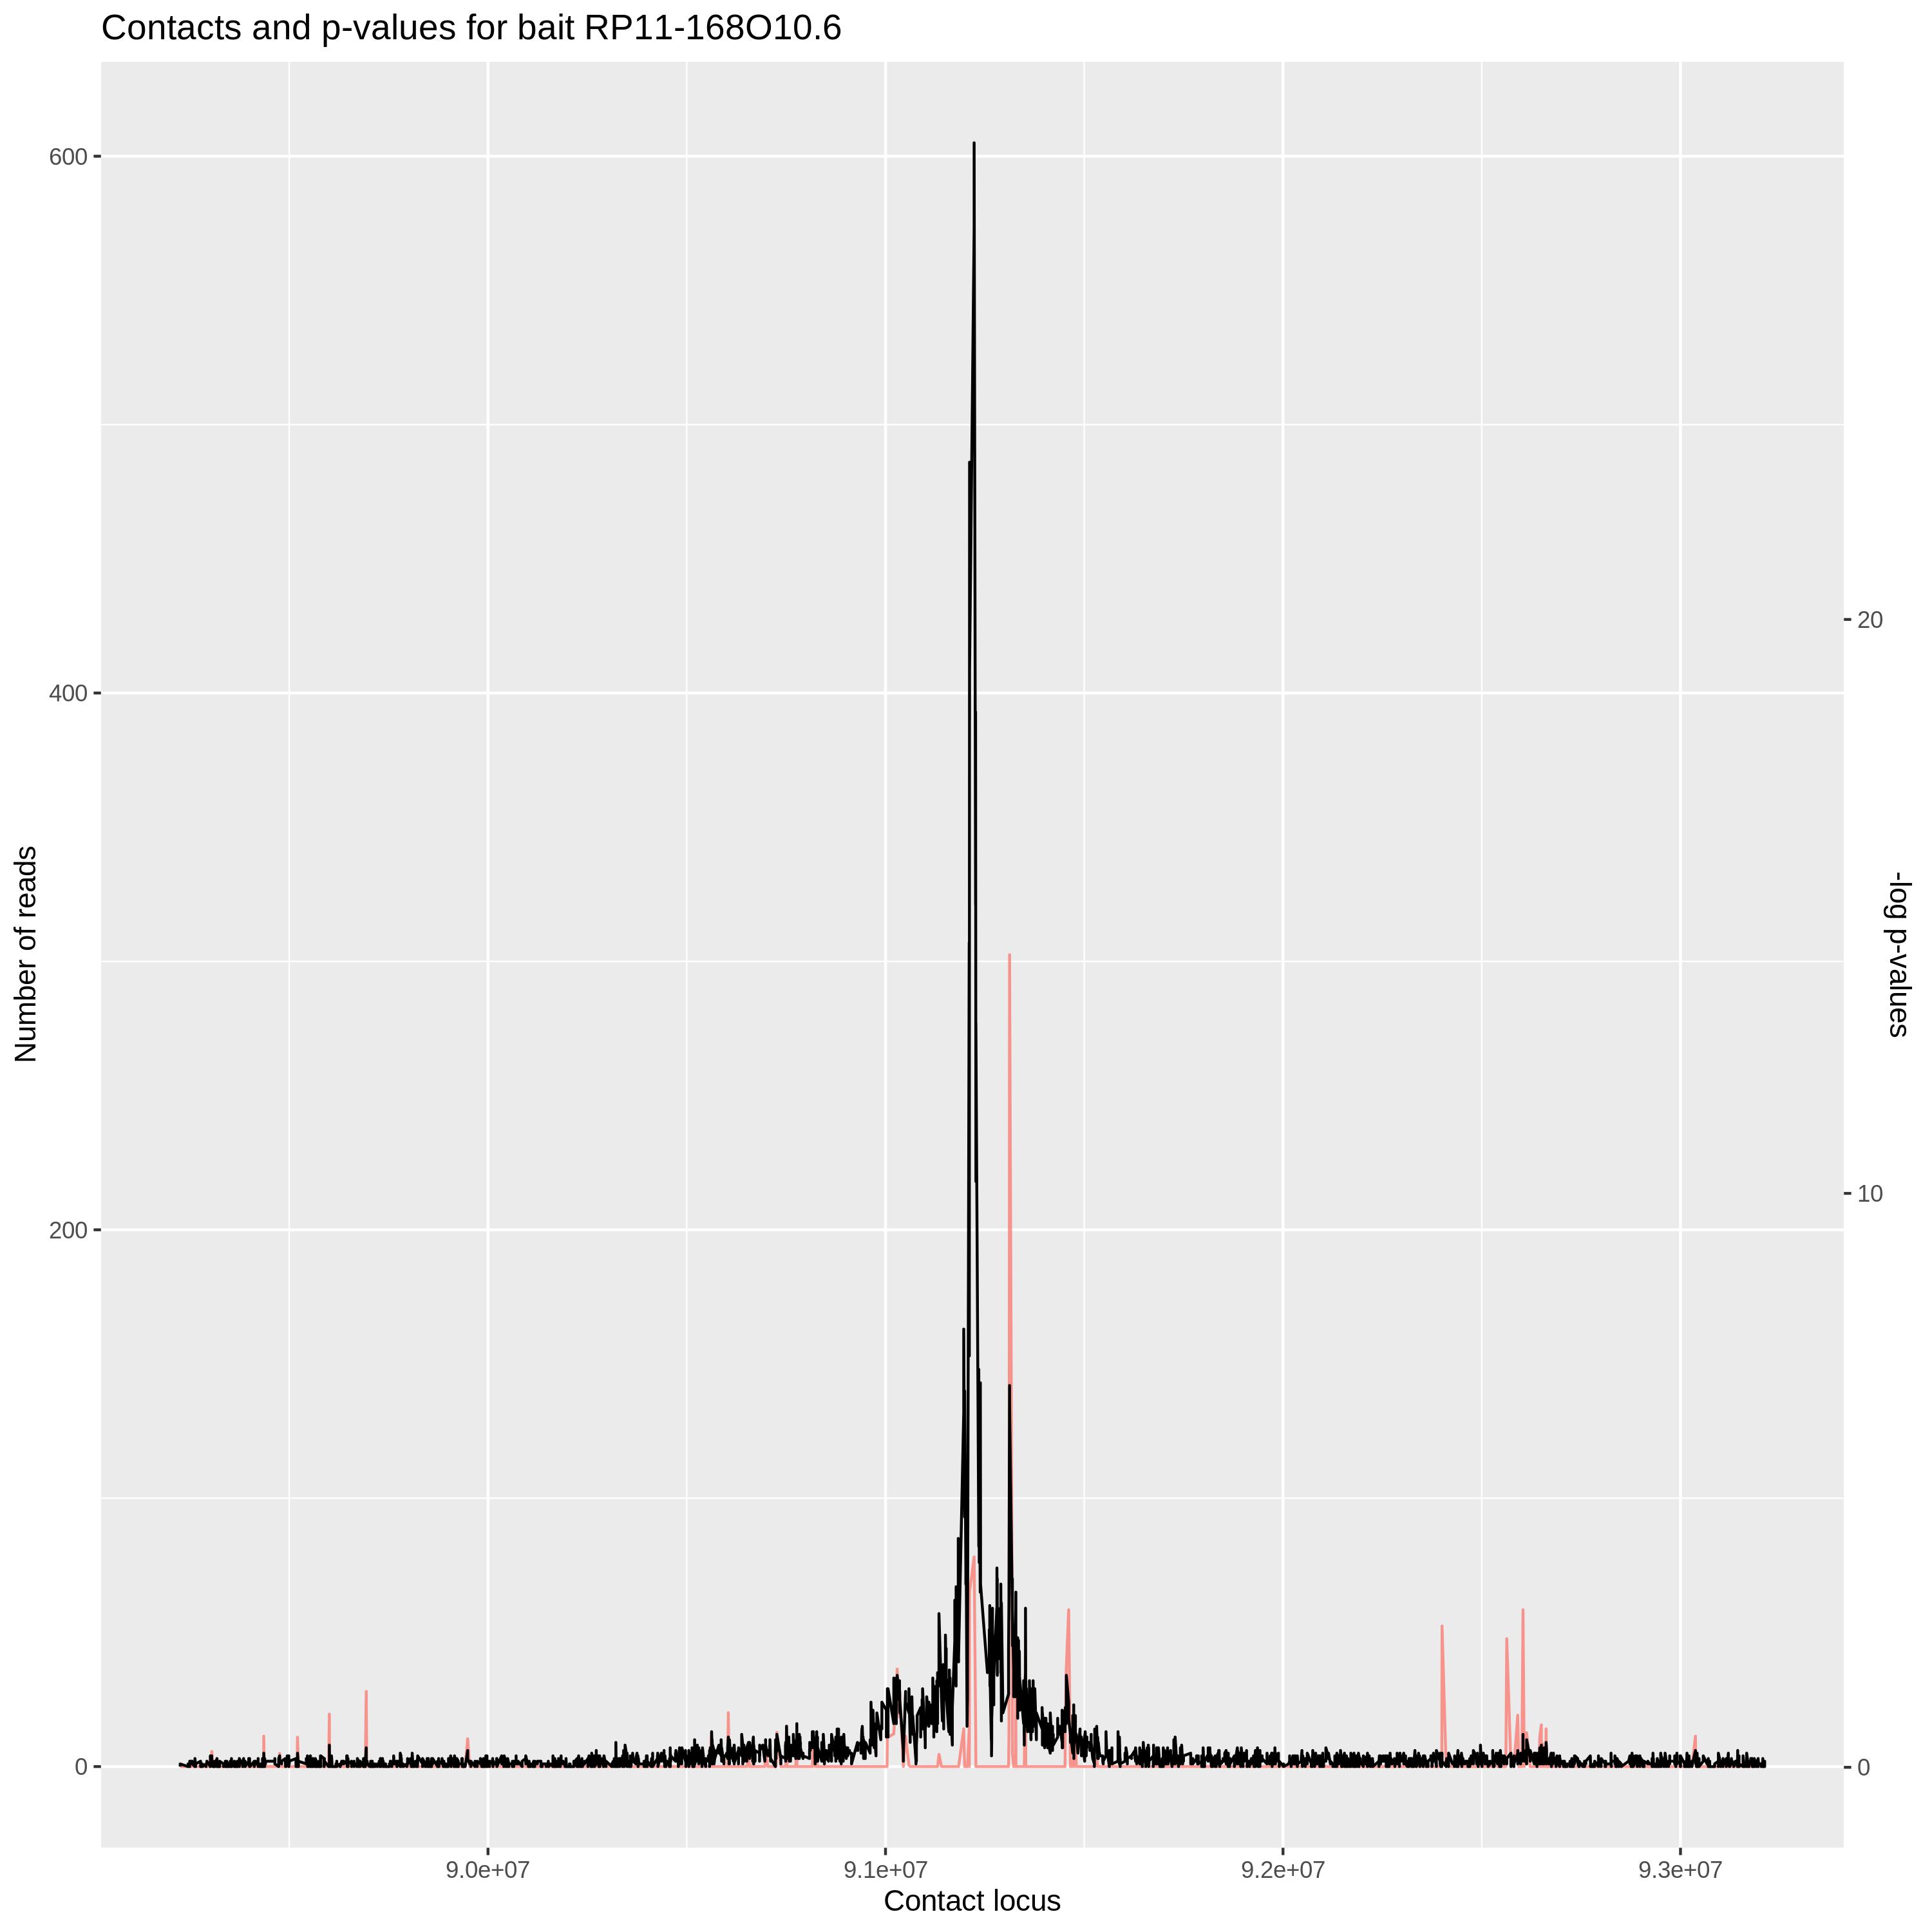 Contacts and p-values for bait RP11-168O10.6
600
400
200
0
Number of reads
20
10
0
-log p-values
9.0e+07
9.1e+07
9.2e+07
9.3e+07
Contact locus